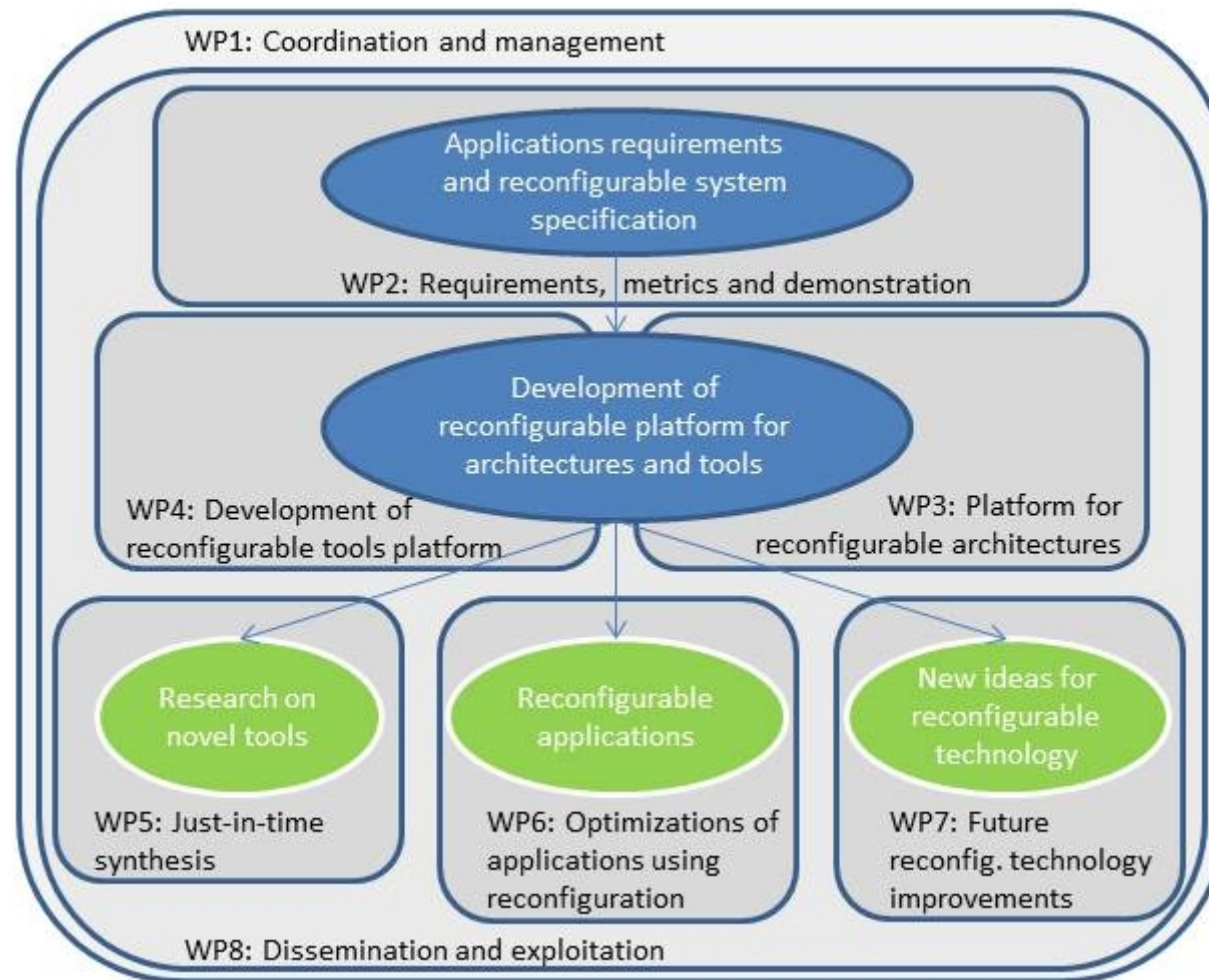 WP1: Coordination and management
Applications requirements
and reconfigurable system
specification
WP2: Requirements, metrics and demonstration
Development of
reconfigurable platform for
architectures and tools
WP4: Development of
reconfigurable tools platform
WP3: Platform for
reconfigurable architectures
Research on
novel tools
WP5: Just-in-time
synthesis
Reconfigurable
applications
WP6: Optimizations of
applications using
reconfiguration
New ideas for
reconfigurable
technology
WP7: Future
reconfig. technology
improvements
WP8: Dissemination and exploitation